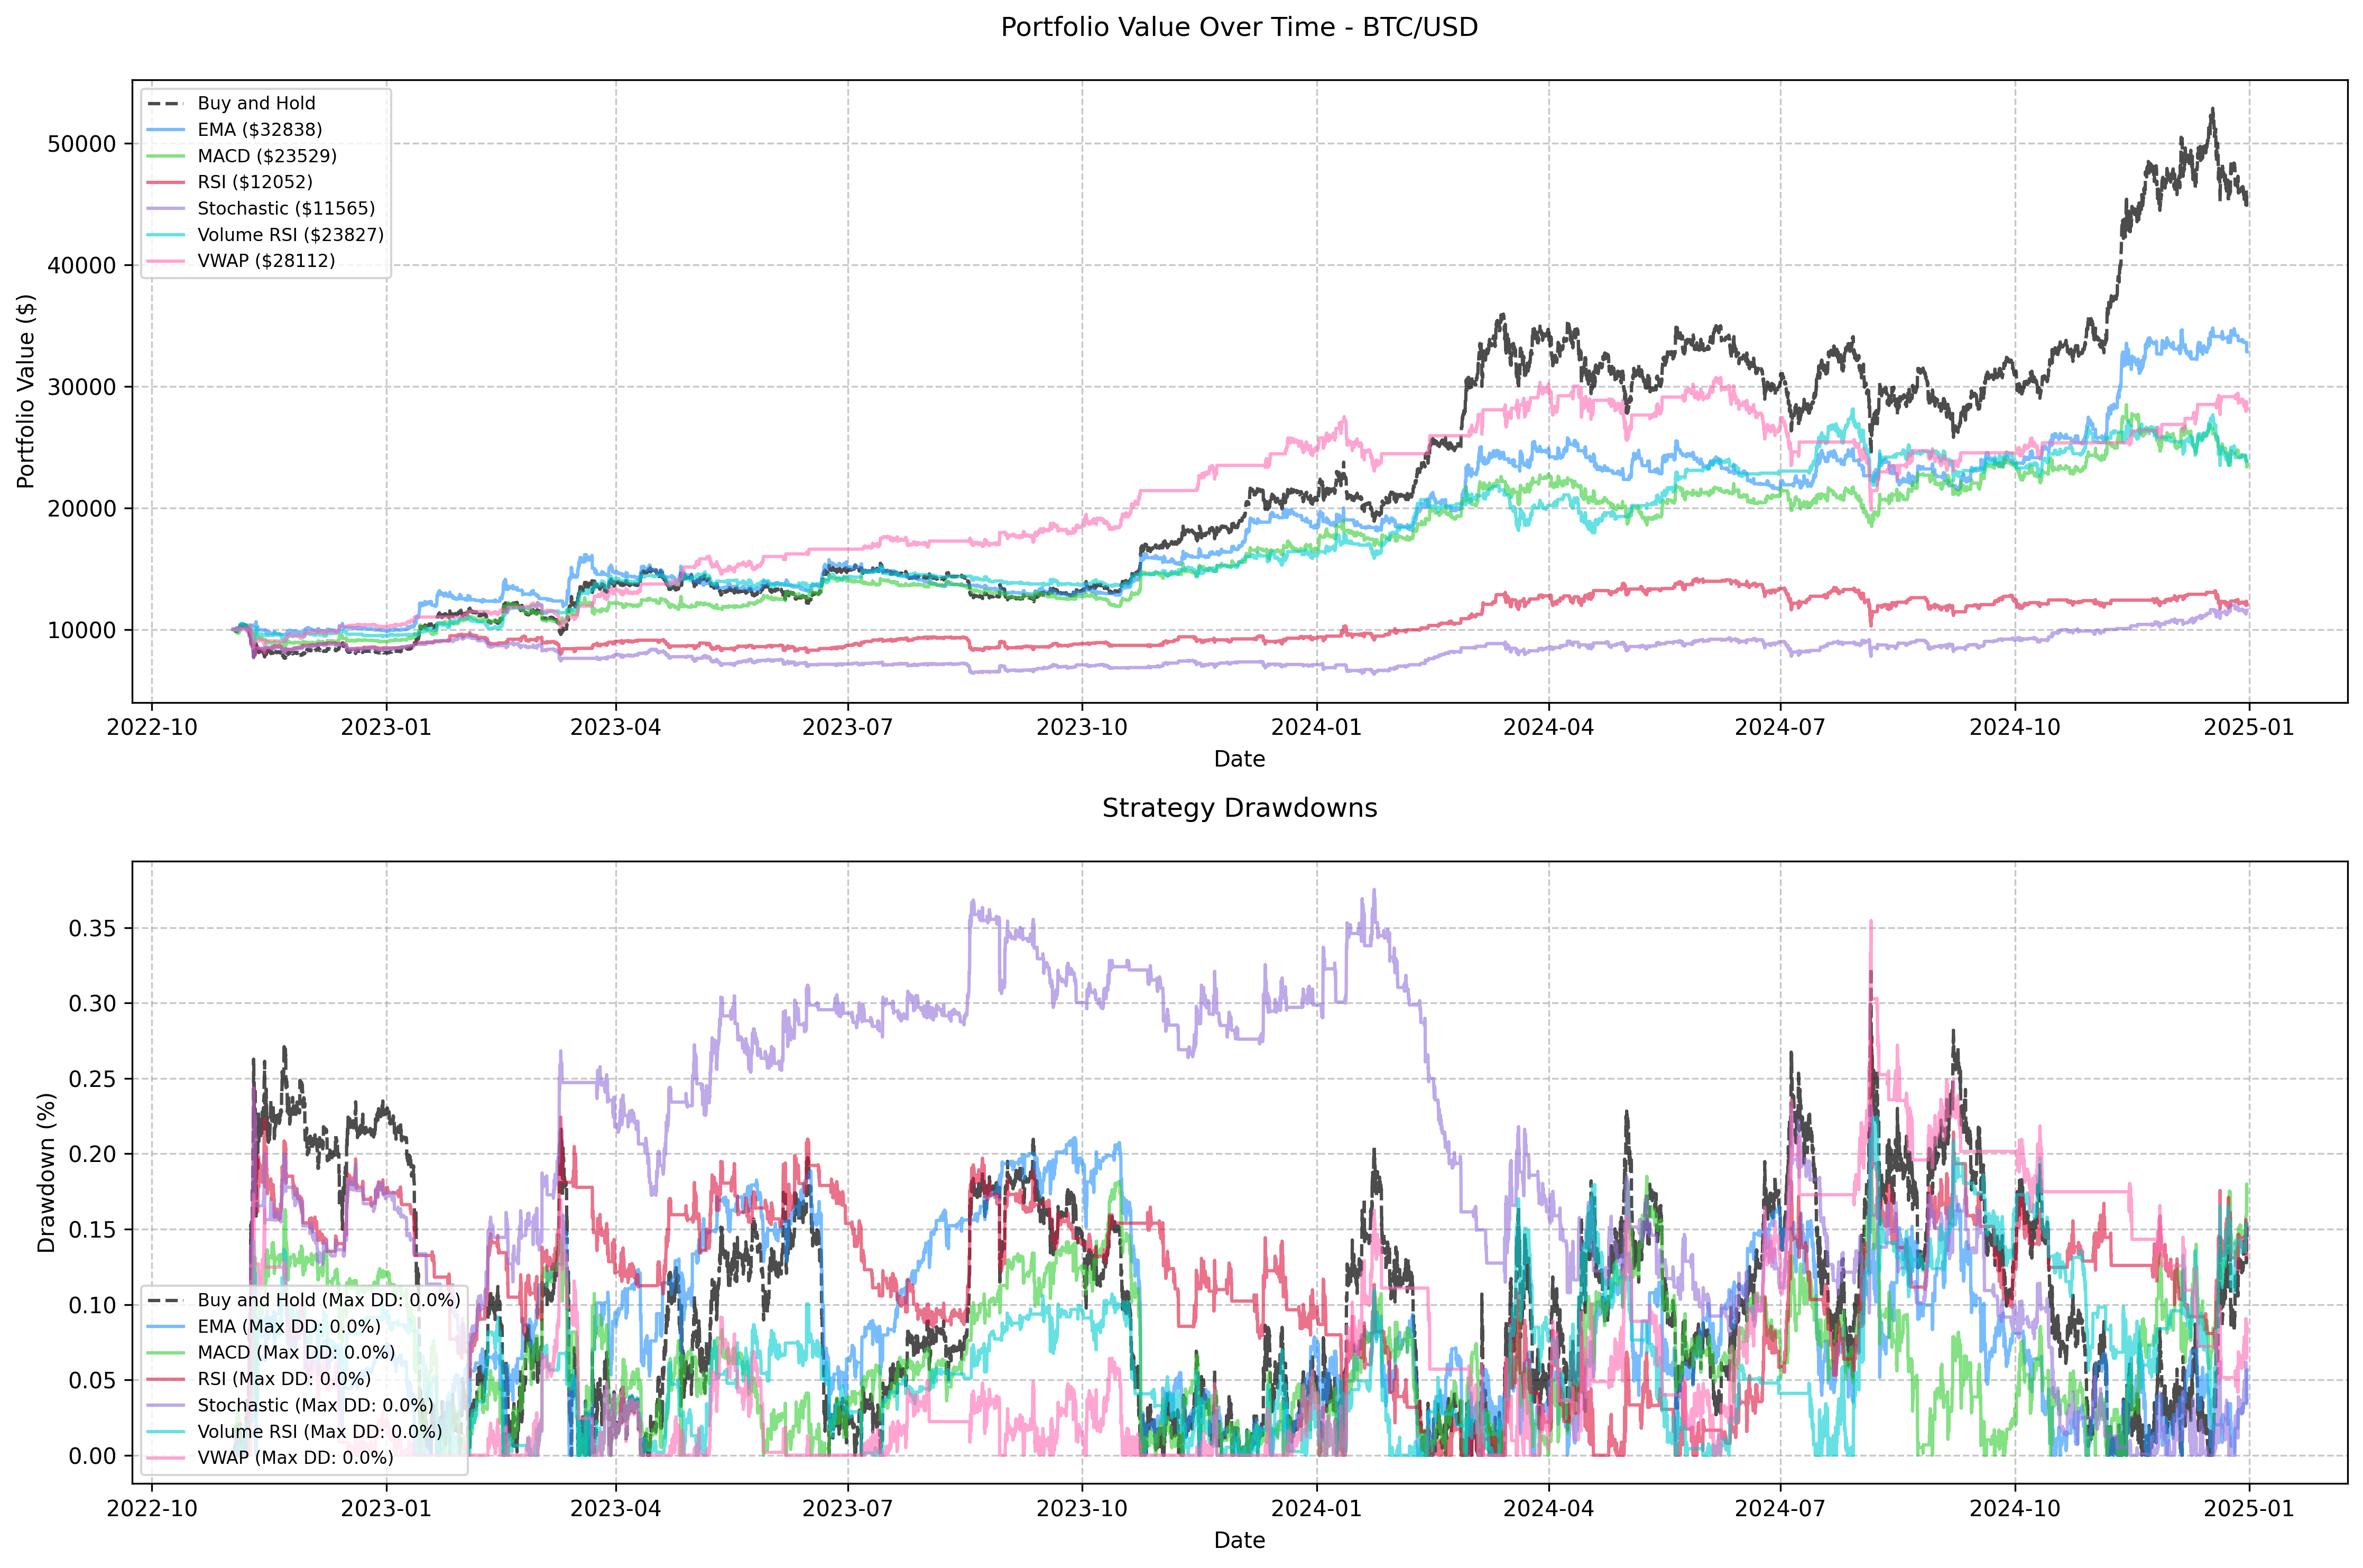 Portfolio Value Over Time - BTC/USD
Buy and Hold
EMA ($32838)
MACD ($23529)
RSI ($12052)
Stochastic ($11565)
Volume RSI ($23827)
VWAP ($28112)
Portfolio Value ($)
50000
40000
30000
20000
10000
2022-10 2023-01 2023-04 2023-07 2023-10 2024-01 2024-04 2024-07 2024-10 2025-01
Date
Strategy Drawdowns
Drawdown (%)
0.35
0.30
0.25
0.20
0.15
0.10
0.05
0.00
Buy and Hold (Max DD: 0.0%)
EMA (Max DD: 0.0%)
MACD (Max DD: 0.0%)
RSI (Max DD: 0.0%)
Stochastic (Max DD: 0.0%)
Volume RSI (Max DD: 0.0%)
VWAP (Max DD: 0.0%)
2022-10 2023-01 2023-04 2023-07 2023-10 2024-01 2024-04 2024-07 2024-10 2025-01
Date